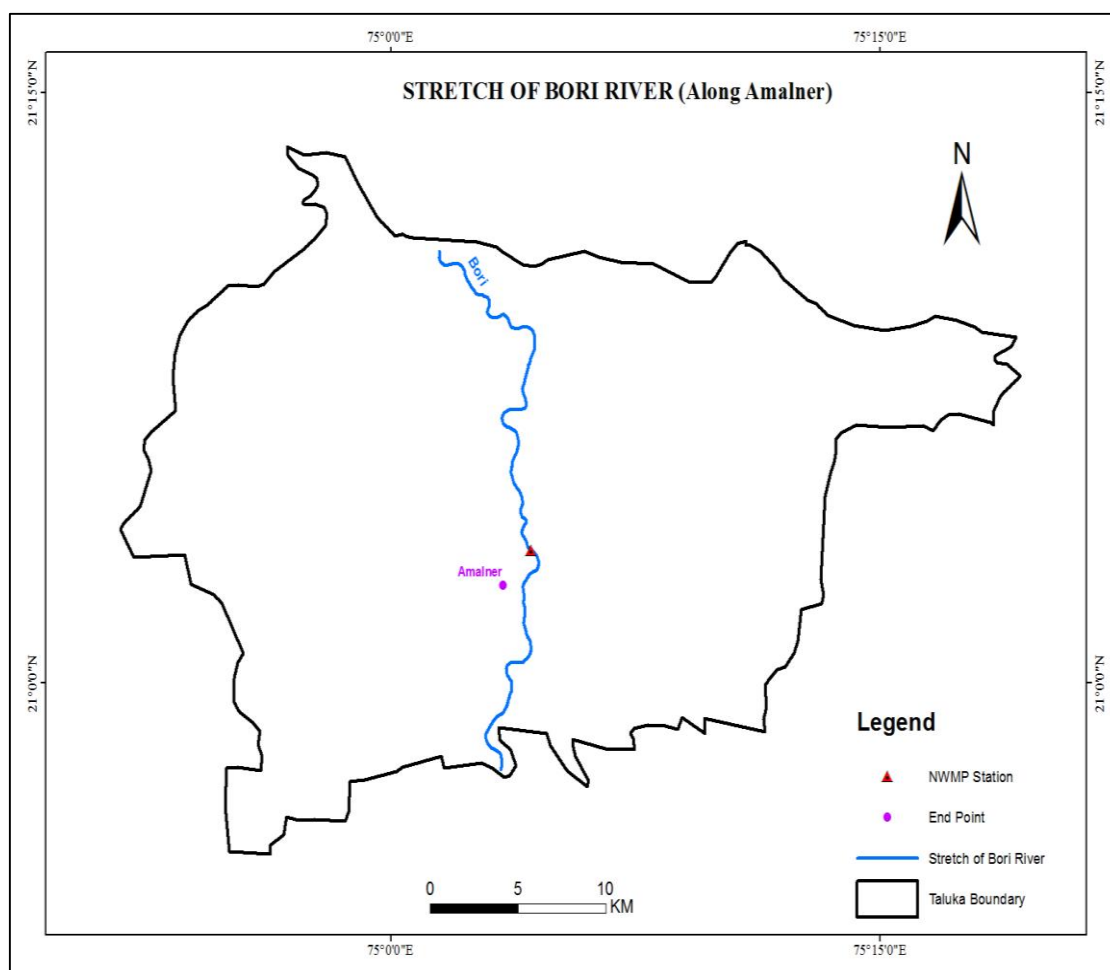 75°0'0"E 75°15'0"E
STRETCH OF BORI RIVER (Along Amalner)
21°15'0"N 21°15'0"N
N
Bori
Amalner
21°0'0"N 21°0'0"N
Legend
NWMP Station
End Point
Stretch of Bori River
Taluka Boundary
0 5 10
KM
75°0'0"E 75°15'0"E